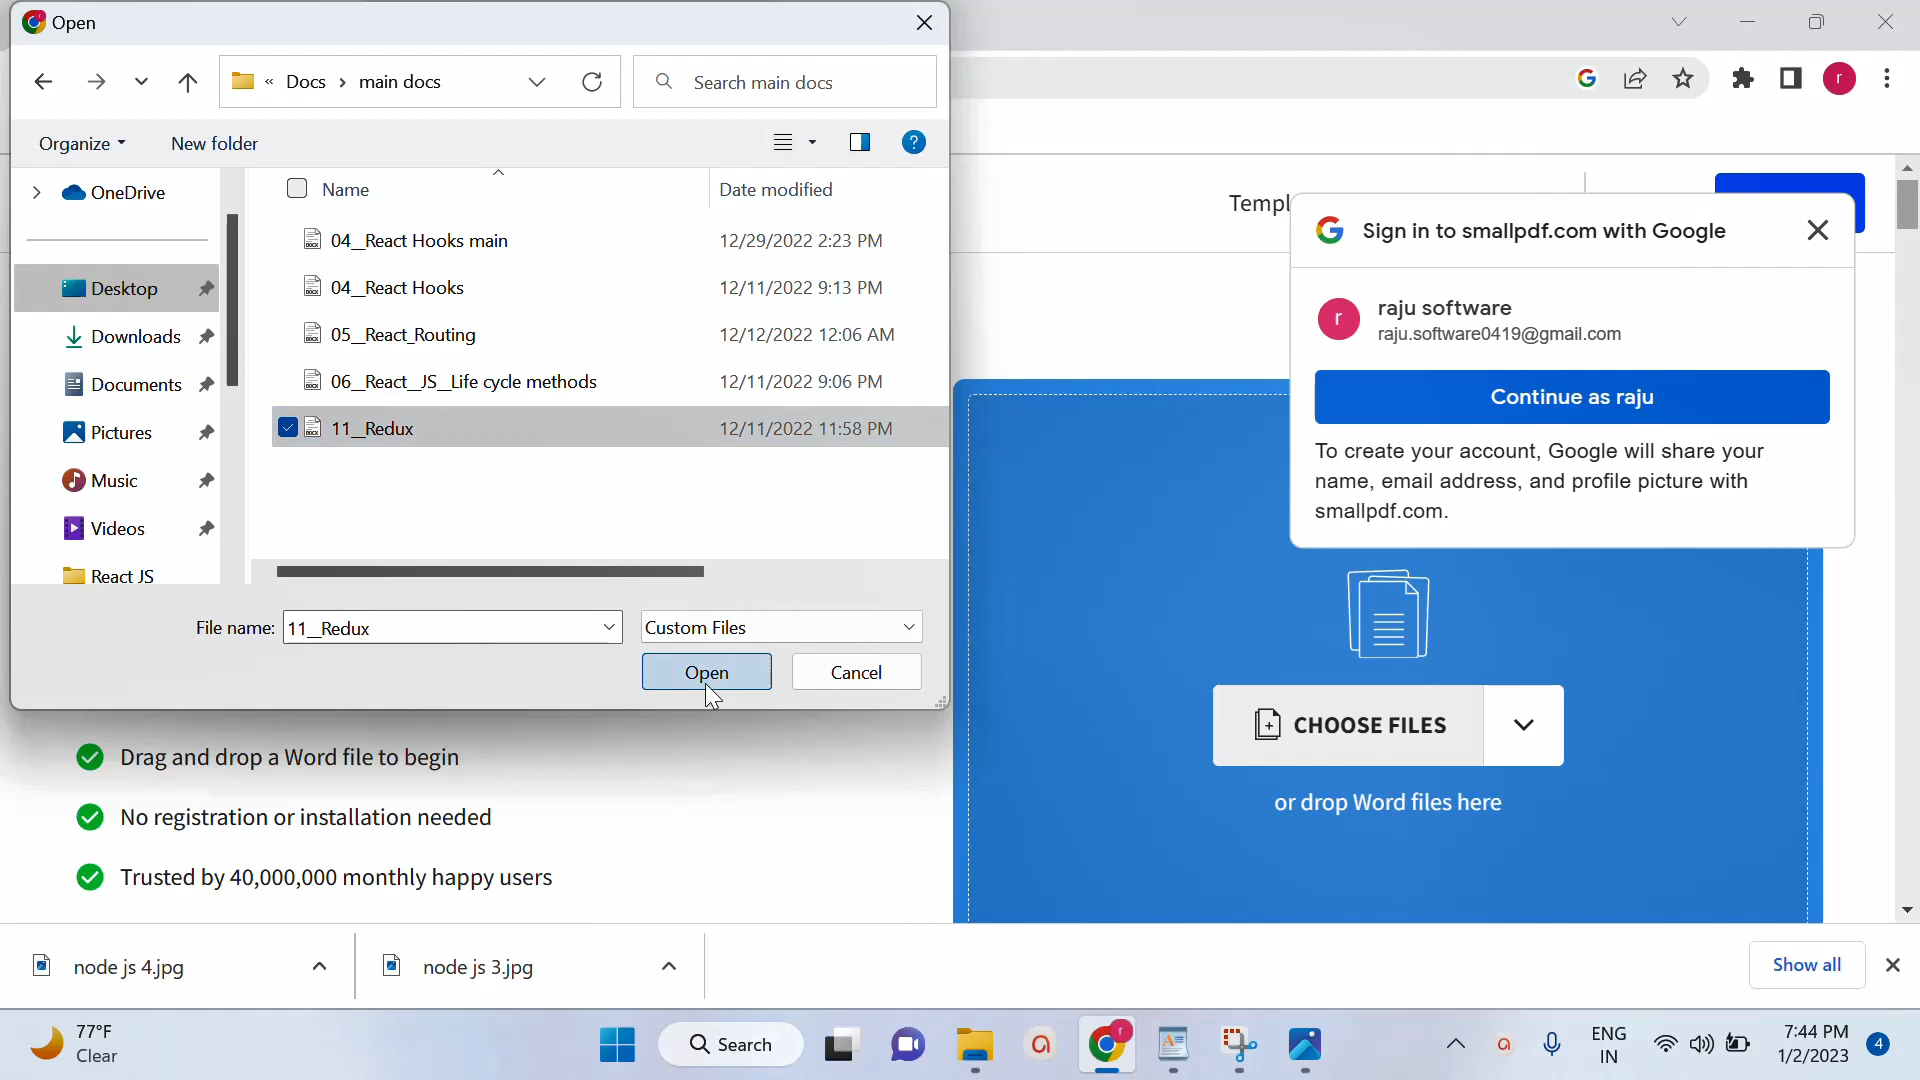 Open
« Docs › main docs
Search main docs
Organize
New folder
?
Name
Date modified
OneDrive
Desktop
Downloads
Documents
Pictures
Music
Videos
React JS
04__React Hooks main 12/29/2022 2:23 PM
04__React Hooks 12/11/2022 9:13 PM
05__React_Routing 12/12/2022 12:06 AM
06__React__JS__Life cycle methods 12/11/2022 9:06 PM
11__Redux 12/11/2022 11:58 PM
File name: 11__Redux
Custom Files
Open
Cancel
r
Sign in to smallpdf.com with Google
r
raju software
raju.software0419@gmail.com
Continue as raju
To create your account, Google will share your
name, email address, and profile picture with
smallpdf.com.
CHOOSE FILES
or drop Word files here
Drag and drop a Word file to begin
No registration or installation needed
Trusted by 40,000,000 monthly happy users
node js 4.jpg
node js 3.jpg
Show all
77°F
Clear
Search
ENG
IN
7:44 PM
1/2/2023
4